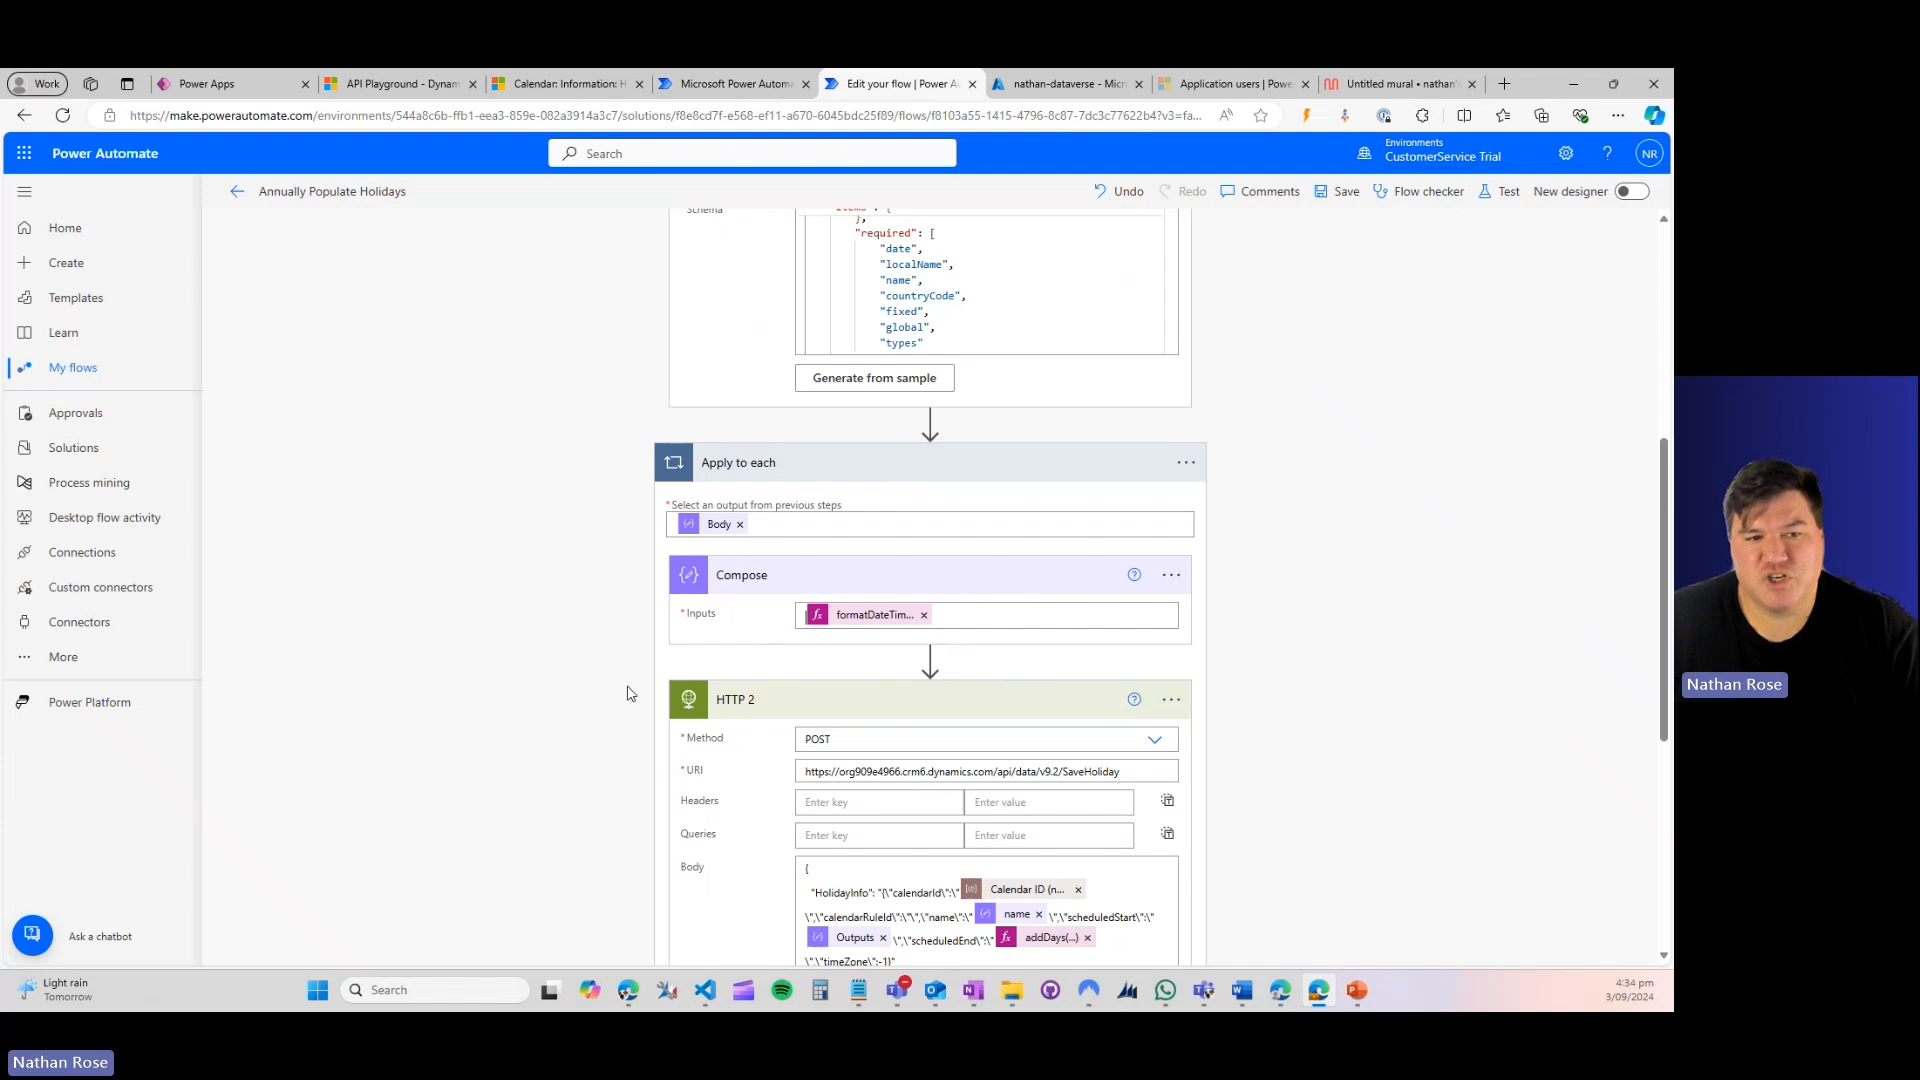 Work
Power Apps
API Playground - Dynam
Calendar: Information: H
Microsoft Power Automa
Edit your flow | Power A
nathan-dataverse - Micr
Application users | Powe
Untitled mural • nathan'
https://make.powerautomate.com/environments/544a8c6b-ffb1-eea3-859e-082a3914a3c7/solutions/f8e8cd7f-e568-ef11-a670-6045bdc25f89/flows/f8103a55-1415-4796-8c87-7dc3c77622b4?v3=fa...
Power Automate
Search
Environments
CustomerService Trial
NR
Annually Populate Holidays
Undo
Redo
Comments
Save
Flow checker
Test
New designer
Home
Create
Templates
Learn
My flows
Approvals
Solutions
Process mining
Desktop flow activity
Connections
Custom connectors
Connectors
More
Power Platform
Ask a chatbot
Schema
"items": {
},
"required": [
"date",
"localName",
"name",
"countryCode",
"fixed",
"global",
"types"
Generate from sample
Apply to each
* Select an output from previous steps
Body
Compose
* Inputs
formatDateTim...
HTTP 2
* Method
POST
* URI
https://org909e4966.crm6.dynamics.com/api/data/v9.2/SaveHoliday
Headers
Enter key
Enter value
Queries
Enter key
Enter value
Body
{
"HolidayInfo": "{\"calendarId\":\" Calendar ID (n...
\",\"calendarRuleId\":\"\",\"name\":\" name \",\"scheduledStart\":\"
Outputs \",\"scheduledEnd\":\" addDays(...)
\",\"timeZone\":-1}"
Light rain
Tomorrow
Search
4:34 pm
3/09/2024
Nathan Rose
Nathan Rose